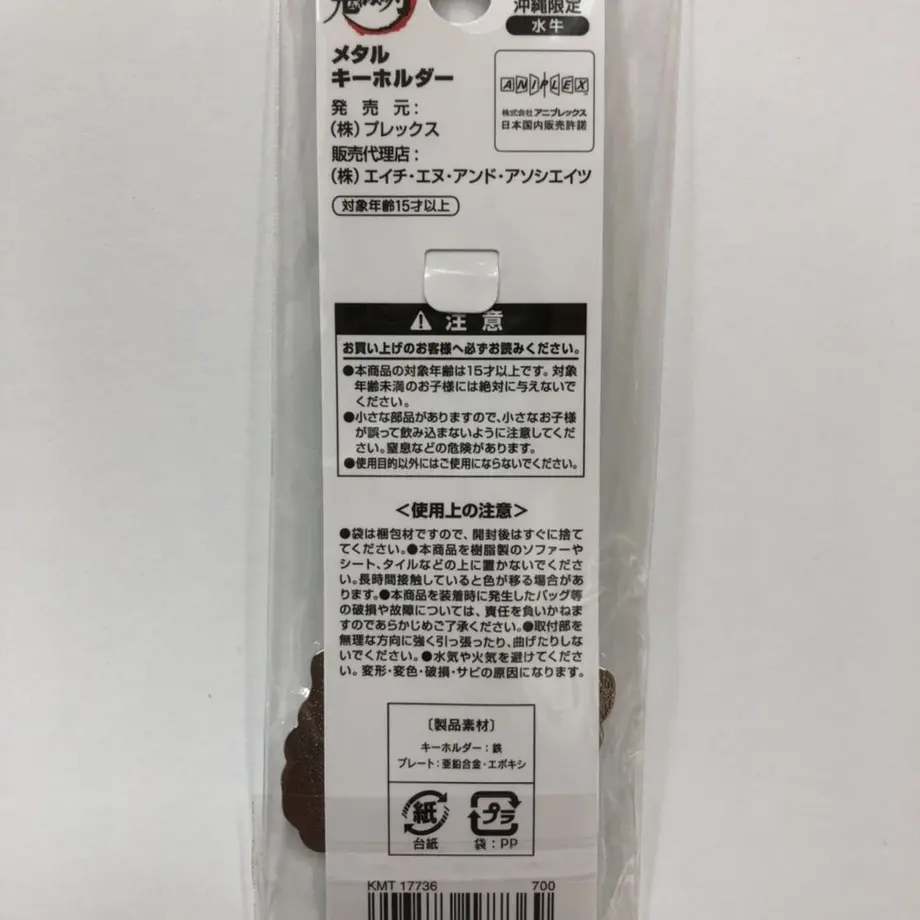 沖縄限定
水牛
メタル
キーホルダー
発売元：
（株）プレックス
販売代理店：
（株）エイチ・エヌ・アンド・アソシエイツ
対象年齢15才以上
ANIPLEX
株式会社アニプレックス
日本国内販売許諾
注意
お買い上げのお客様へ必ずお読みください。
●本商品の対象年齢は15才以上です。対象
年齢未満のお子様には絶対に与えないで
ください。
●小さな部品がありますので、小さなお子様
が誤って飲み込まないように注意してくだ
さい。窒息などの危険があります。
●使用目的以外にはご使用にならないでください。
＜使用上の注意＞
●袋は梱包材ですので、開封後はすぐに捨て
てください。●本商品を樹脂製のソファーや
シート、タイルなどの上に置かないでくださ
い。長時間接触していると色が移る場合があ
ります。●本商品を装着時に発生したバッグ等
の破損や故障については、責任を負いかねま
すのであらかじめご了承ください。●取付部を
無理な方向に強く引っ張ったり、曲げたりしな
いでください。●水気や火気を避けてくださ
い。変形・変色・破損・サビの原因になります。
〔製品素材〕
キーホルダー：鉄
プレート：亜鉛合金・エポキシ
紙
台紙
プラ
袋：PP
KMT 17736
700